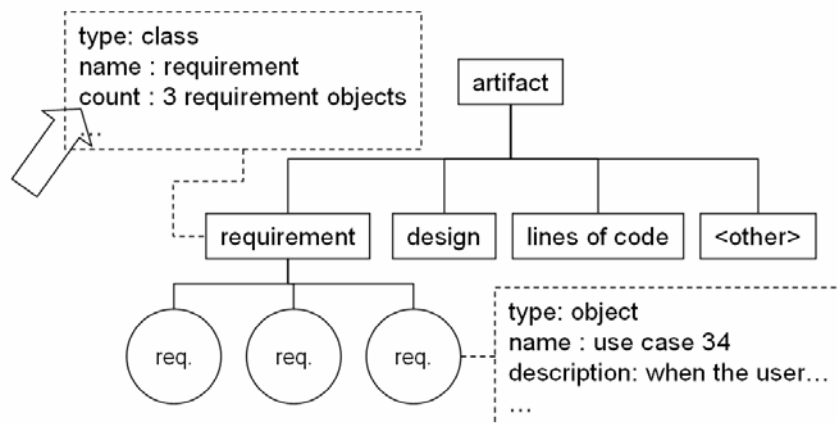 type: class
name : requirement
count : 3 requirement objects
...
artifact
requirement
design
lines of code
<other>
req.
req.
req.
type: object
name : use case 34
description: when the user...
...